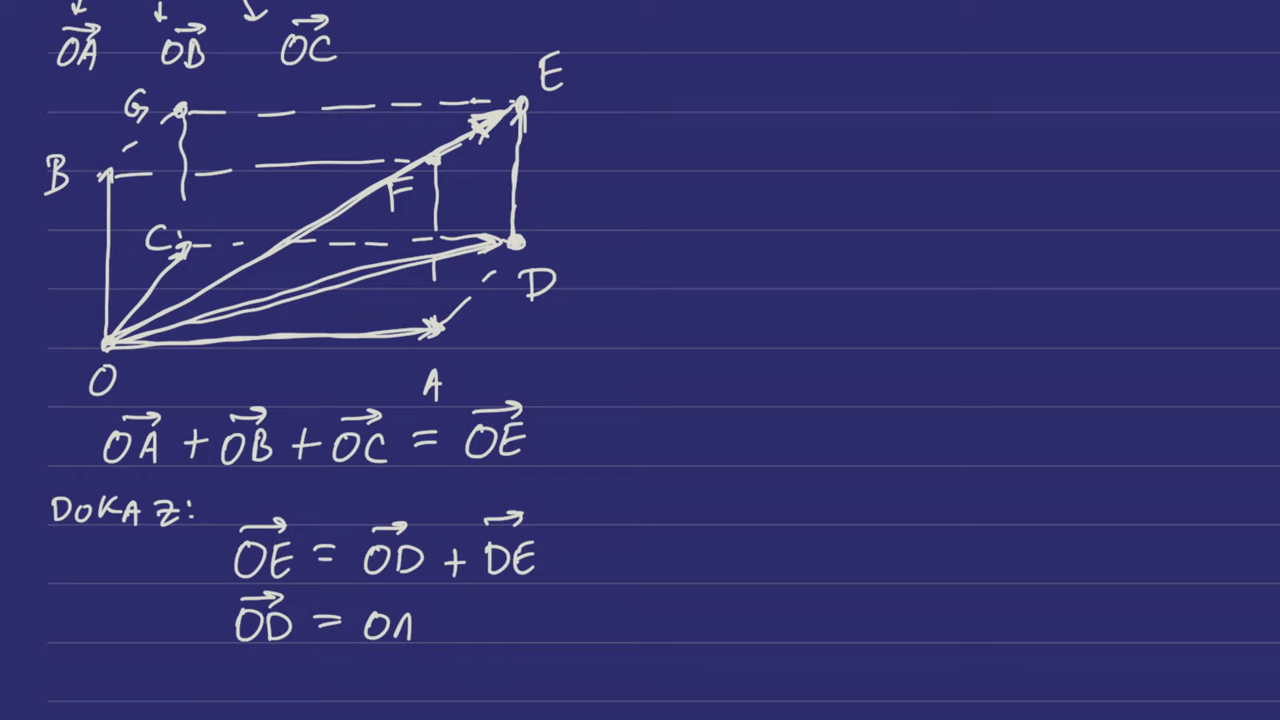 OA OB OC
E
G
B
F
C
D
O
A
OA + OB + OC = OE
DOKAZ:
OE = OD + DE
OD = OA